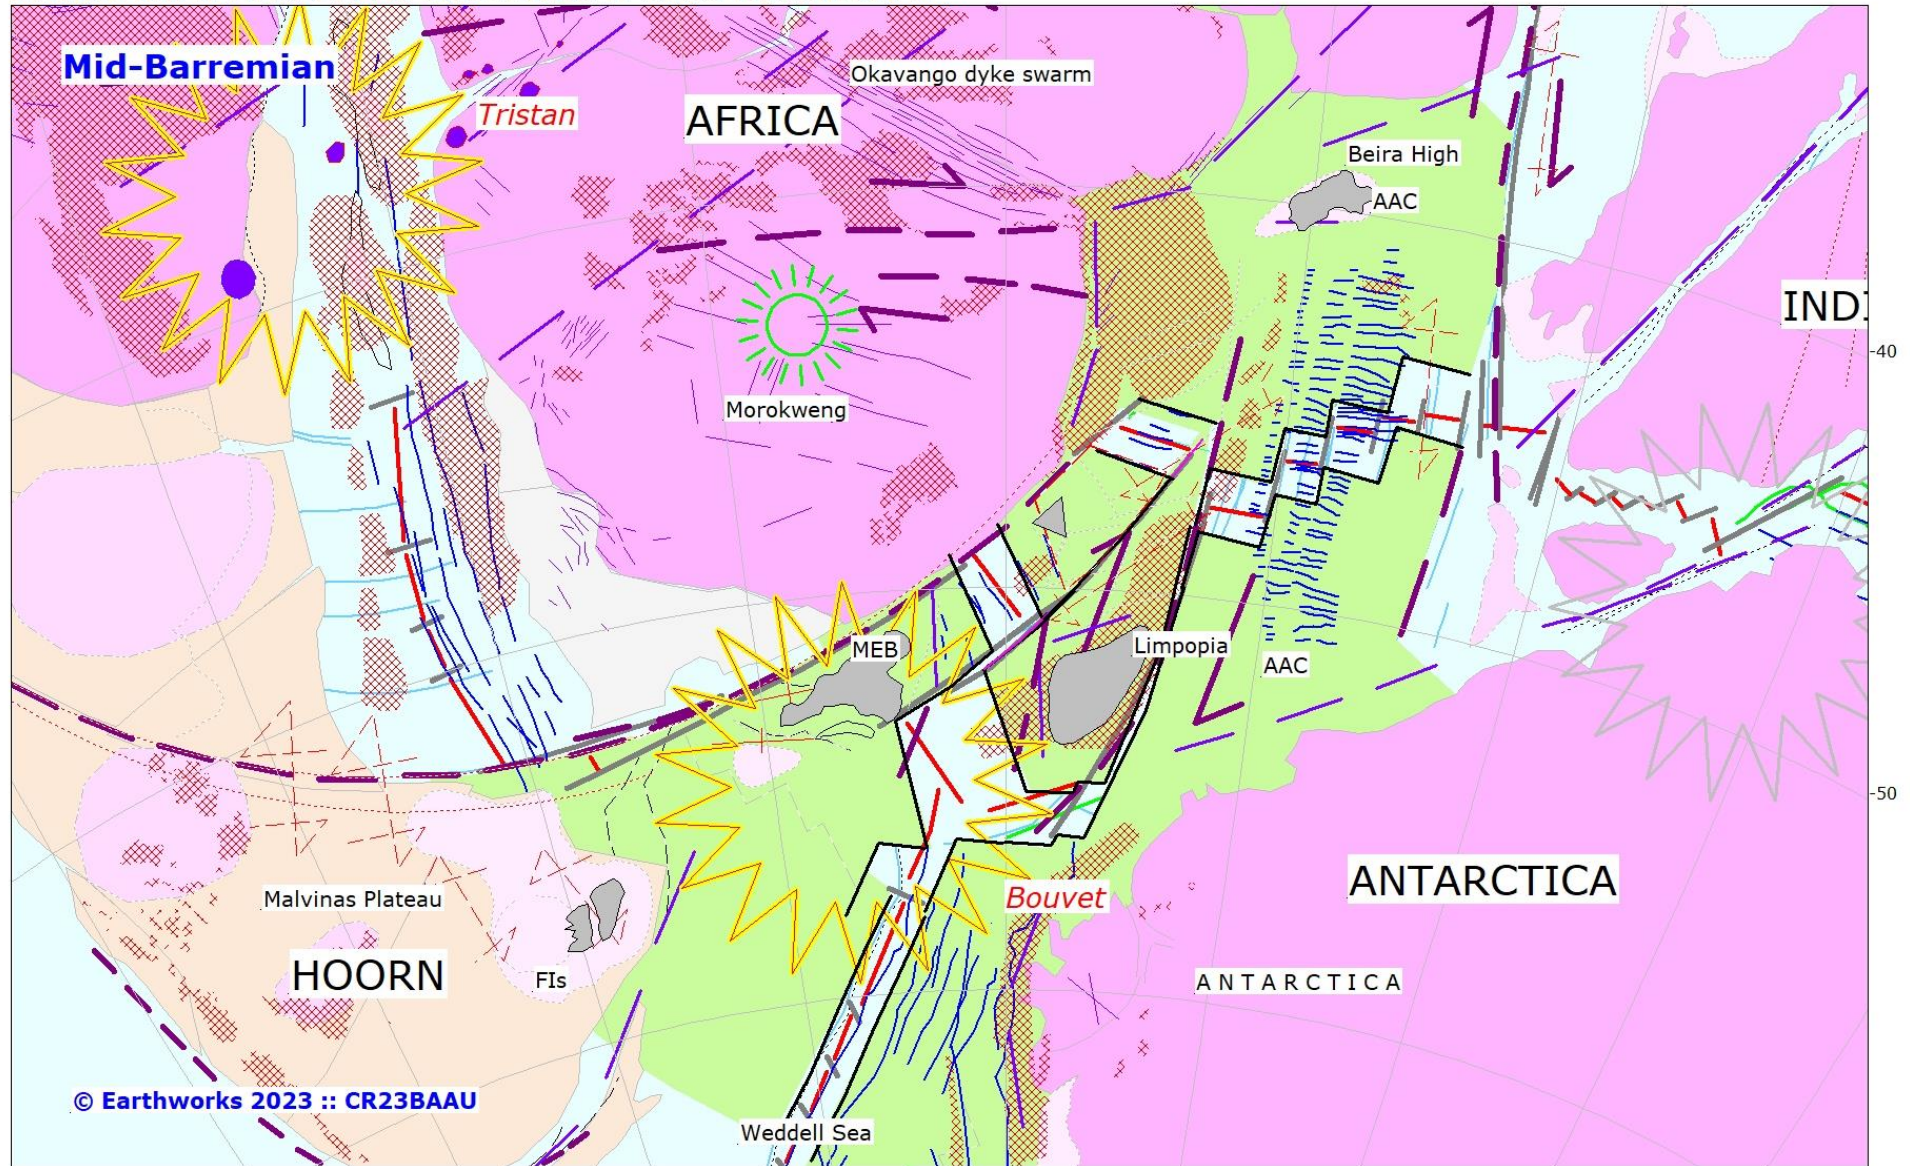 Mid-Barremian
Okavango dyke swarm
Tristan
AFRICA
Beira High
AAC
INDI
-40
Morokweng
MEB
Limpopia
AAC
-50
ANTARCTICA
Malvinas Plateau
Bouvet
HOORN
FIs
ANTARCTICA
© Earthworks 2023 :: CR23BAAU
Weddell Sea